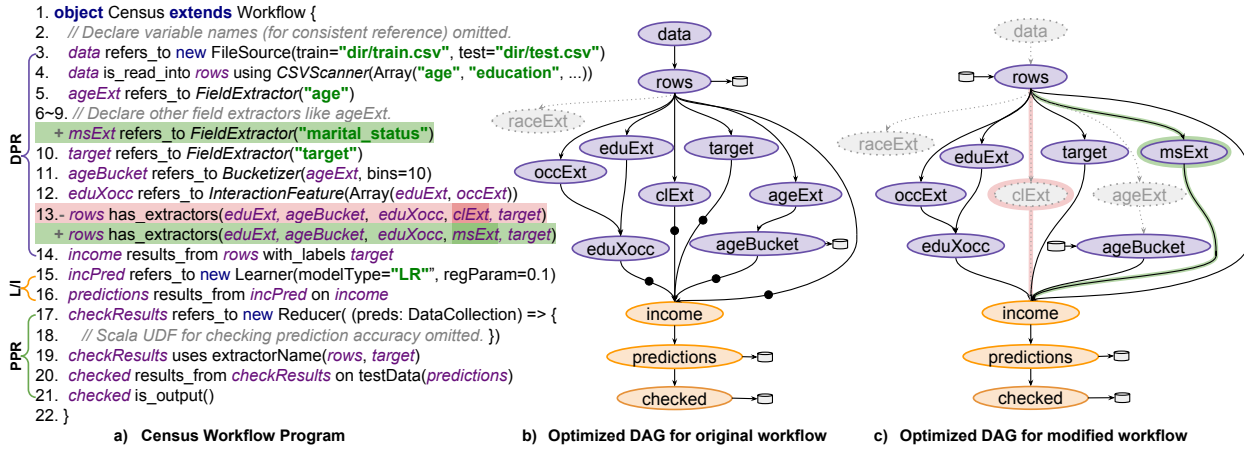 1. object Census extends Workflow {
2. // Declare variable names (for consistent reference) omitted.
3. data refers_to new FileSource(train="dir/train.csv", test="dir/test.csv")
4. data is_read_into rows using CSVScanner(Array("age", "education", ...))
5. ageExt refers_to FieldExtractor("age")
6~9. // Declare other field extractors like ageExt.
+ msExt refers_to FieldExtractor("marital_status")
10. target refers_to FieldExtractor("target")
11. ageBucket refers_to Bucketizer(ageExt, bins=10)
12. eduXocc refers_to InteractionFeature(Array(eduExt, occExt))
13.- rows has_extractors(eduExt, ageBucket, eduXocc, clExt, target)
+ rows has_extractors(eduExt, ageBucket, eduXocc, msExt, target)
14. income results_from rows with_labels target
15. incPred refers_to new Learner(modelType="LR"”, regParam=0.1)
16. predictions results_from incPred on income
17. checkResults refers_to new Reducer( (preds: DataCollection) => {
18. // Scala UDF for checking prediction accuracy omitted. })
19. checkResults uses extractorName(rows, target)
20. checked results_from checkResults on testData(predictions)
21. checked is_output()
22. }
DPR
L/I
PPR
a) Census Workflow Program
data
rows
raceExt
eduExt
target
occExt
clExt
ageExt
eduXocc
ageBucket
income
predictions
checked
b) Optimized DAG for original workflow
data
rows
raceExt
eduExt
target
msExt
occExt
clExt
ageExt
eduXocc
ageBucket
income
predictions
checked
c) Optimized DAG for modified workflow